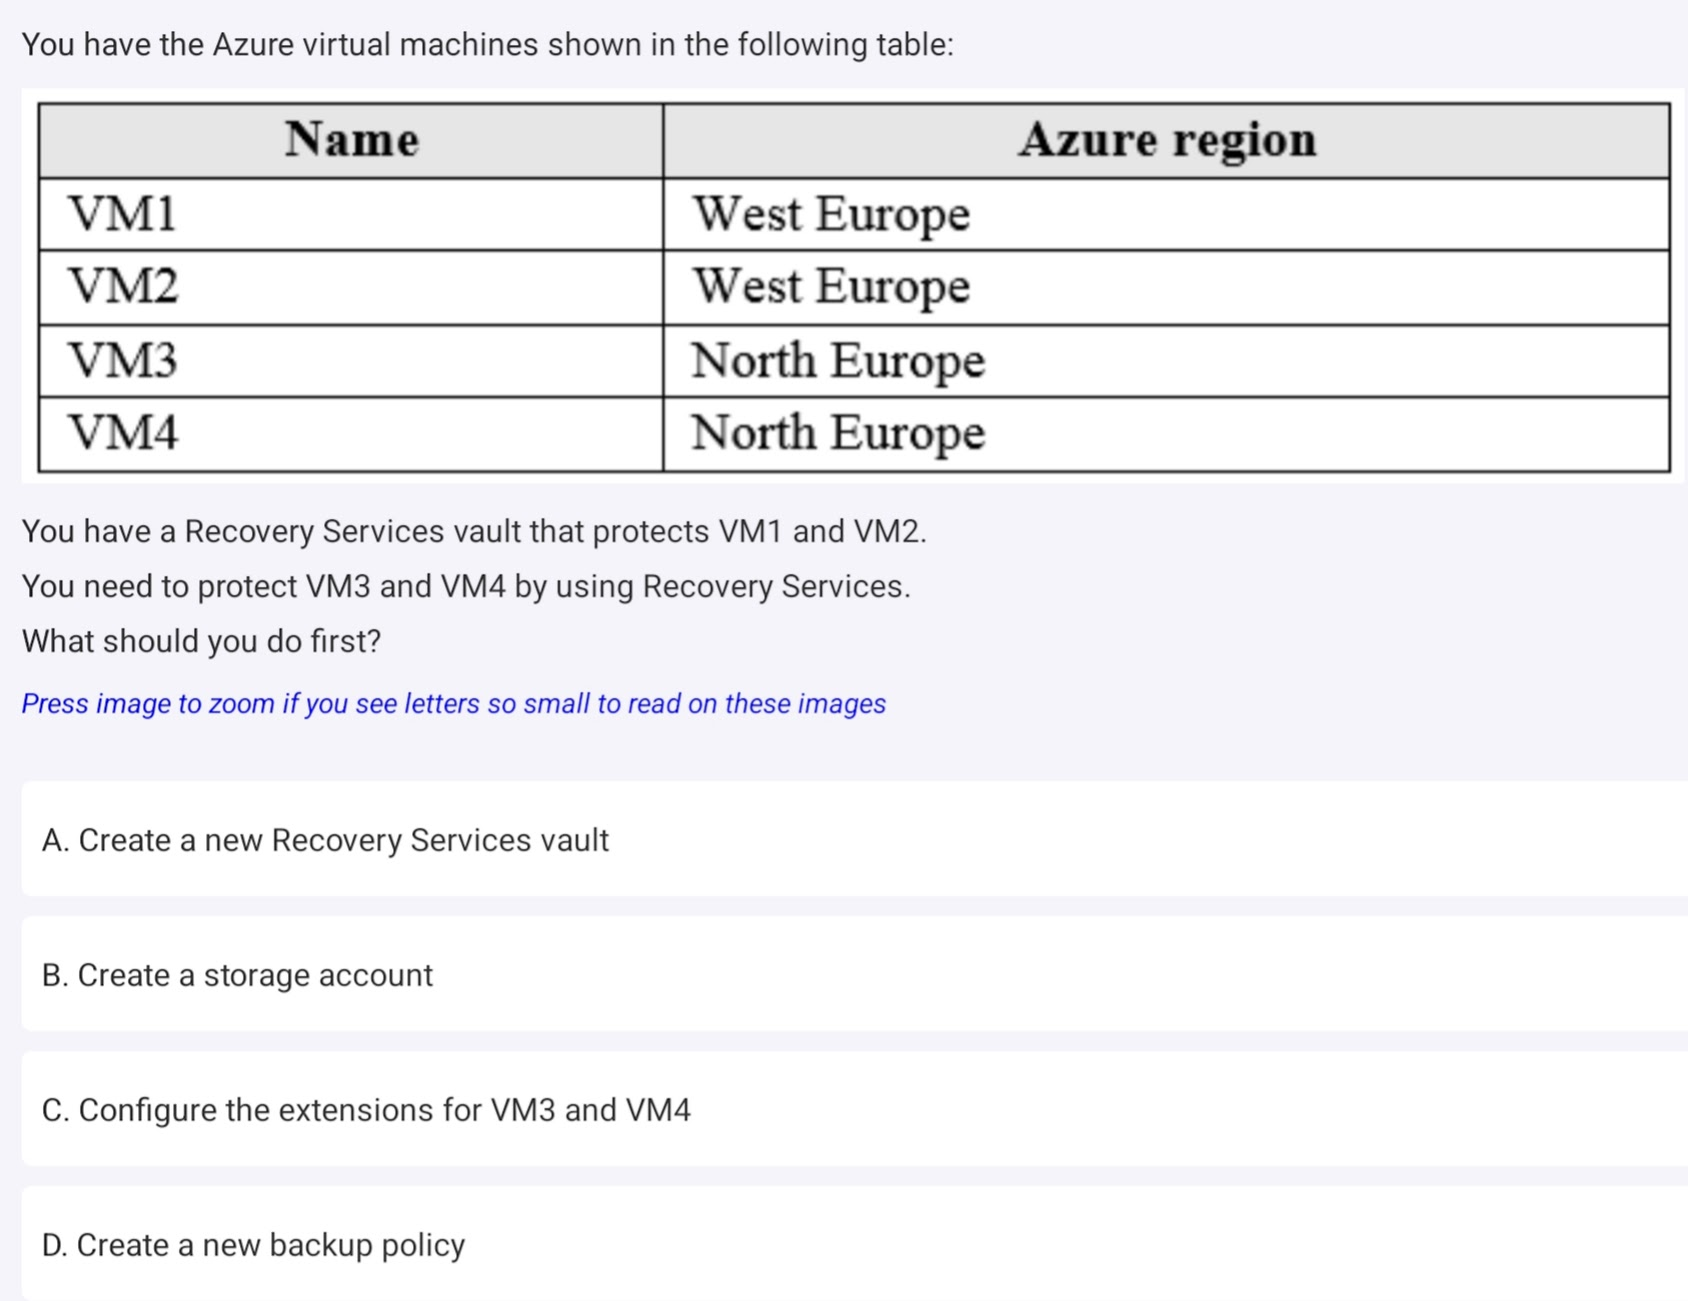 You have the Azure virtual machines shown in the following table:
Name Azure region
VM1 West Europe
VM2 West Europe
VM3 North Europe
VM4 North Europe
You have a Recovery Services vault that protects VM1 and VM2.
You need to protect VM3 and VM4 by using Recovery Services.
What should you do first?
Press image to zoom if you see letters so small to read on these images
A. Create a new Recovery Services vault
B. Create a storage account
C. Configure the extensions for VM3 and VM4
D. Create a new backup policy